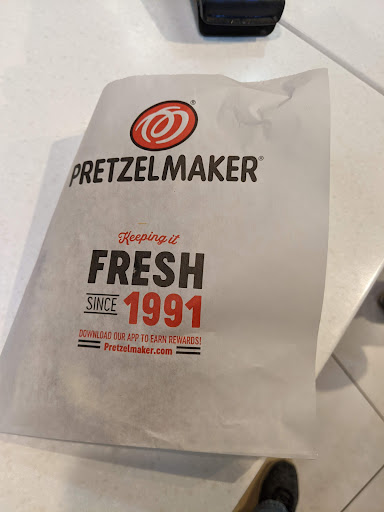 PRETZELMAKER®
Keeping it
FRESH
SINCE 1991
DOWNLOAD OUR APP TO EARN REWARDS!
Pretzelmaker.com